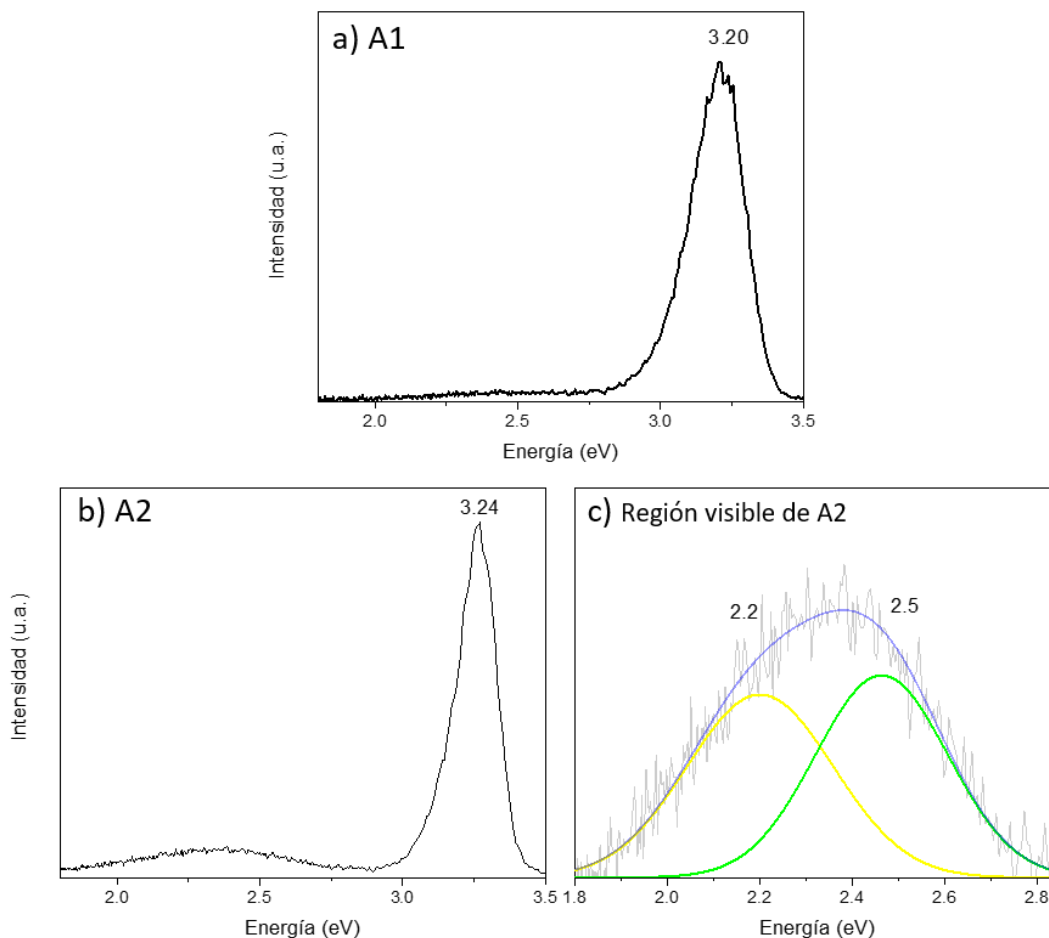 a) A1
3.20
Intensidad (u.a.)
2.0 2.5 3.0 3.5
Energía (eV)
b) A2
3.24
Intensidad (u.a.)
2.0 2.5 3.0 3.5
Energía (eV)
c) Región visible de A2
2.2
2.5
1.8 2.0 2.2 2.4 2.6 2.8
Energía (eV)